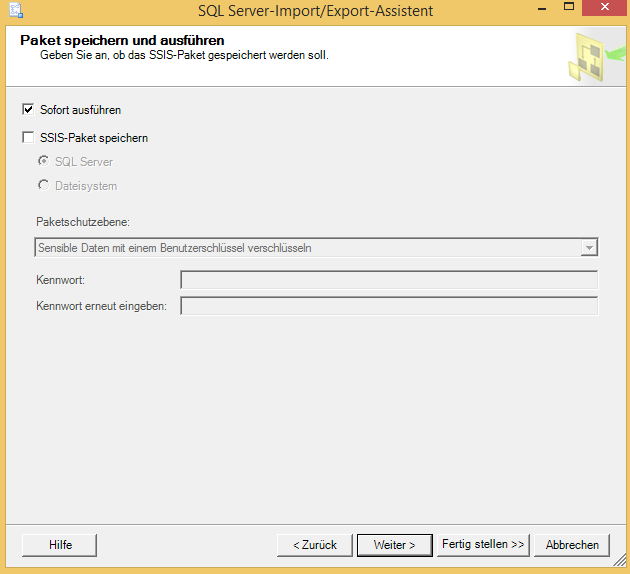 SQL Server-Import/Export-Assistent
Paket speichern und ausführen
Geben Sie an, ob das SSIS-Paket gespeichert werden soll.
Sofort ausführen
SSIS-Paket speichern
SQL Server
Dateisystem
Paketschutzebene:
Sensible Daten mit einem Benutzerschlüssel verschlüsseln
Kennwort:
Kennwort erneut eingeben:
Hilfe
< Zurück
Weiter >
Fertig stellen >>
Abbrechen